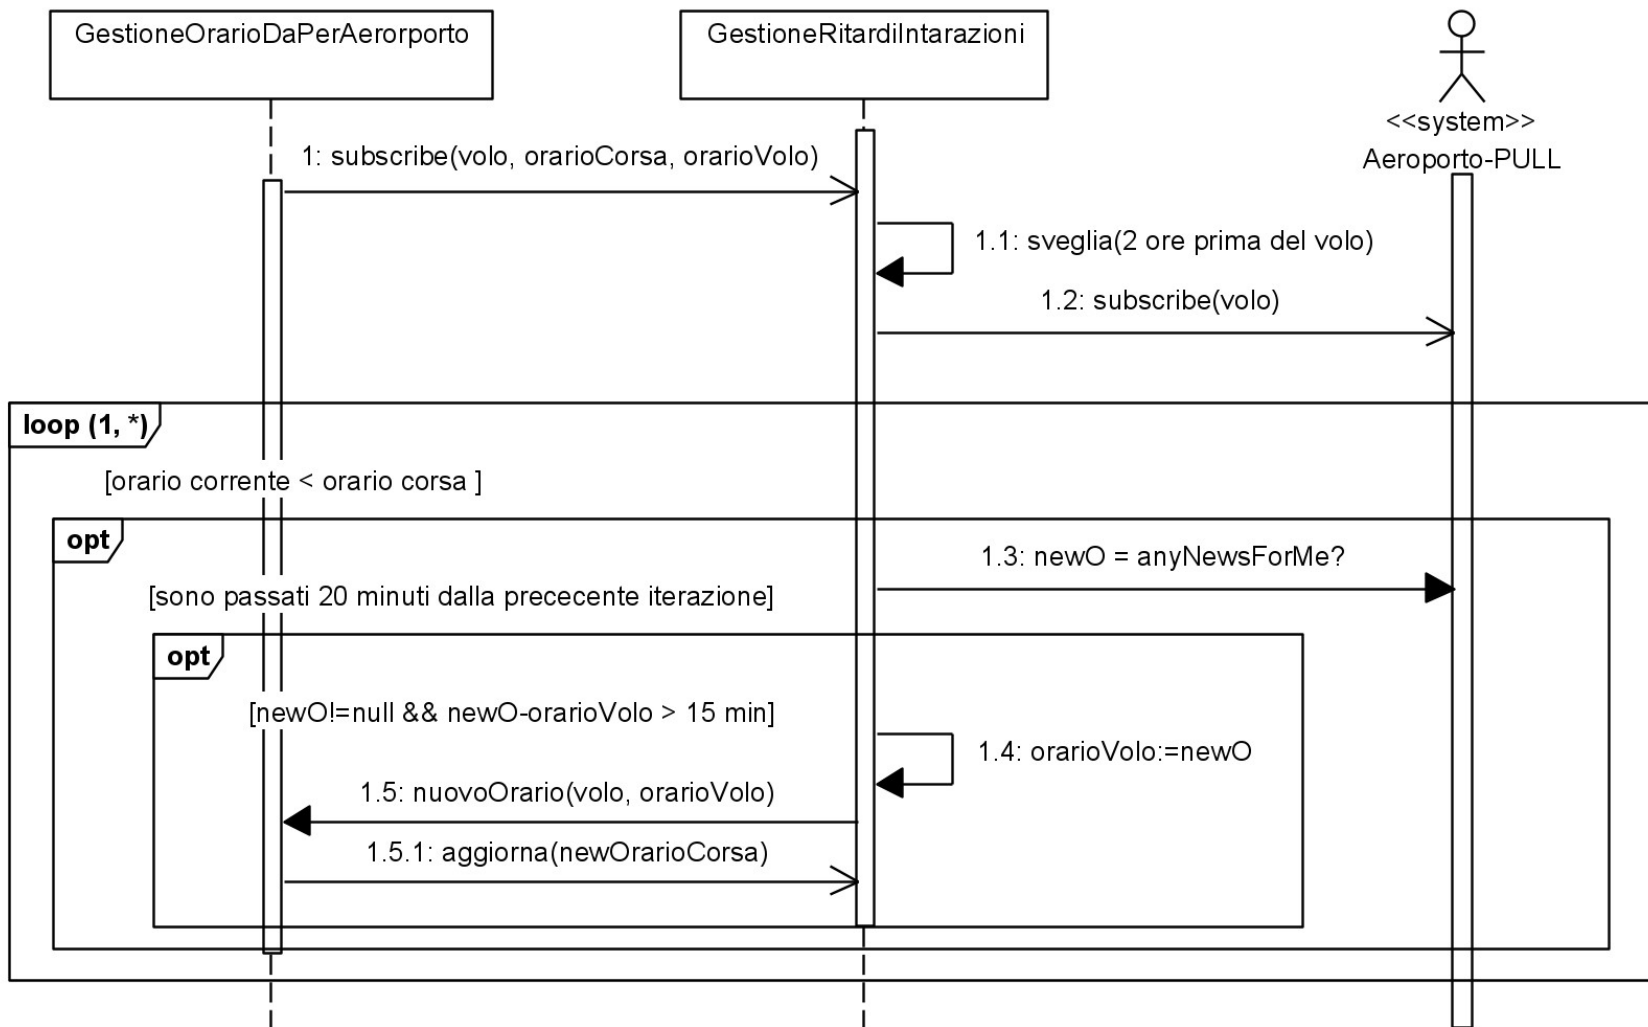 GestioneOrarioDaPerAerorporto
GestioneRitardiIntarazioni
<<system>>
Aeroporto-PULL
1: subscribe(volo, orarioCorsa, orarioVolo)
1.1: sveglia(2 ore prima del volo)
1.2: subscribe(volo)
loop (1, *)
[orario corrente < orario corsa ]
opt
1.3: newO = anyNewsForMe?
[sono passati 20 minuti dalla prececente iterazione]
opt
[newO!=null && newO-orarioVolo > 15 min]
1.4: orarioVolo:=newO
1.5: nuovoOrario(volo, orarioVolo)
1.5.1: aggiorna(newOrarioCorsa)